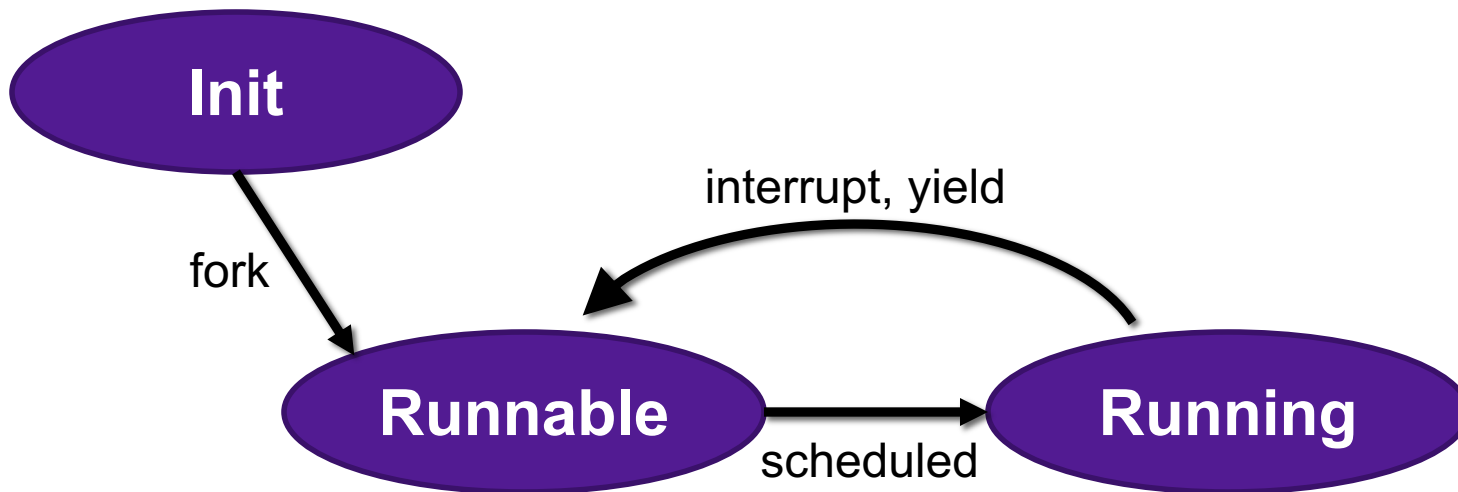 Init
interrupt, yield
fork
Runnable
Running
scheduled